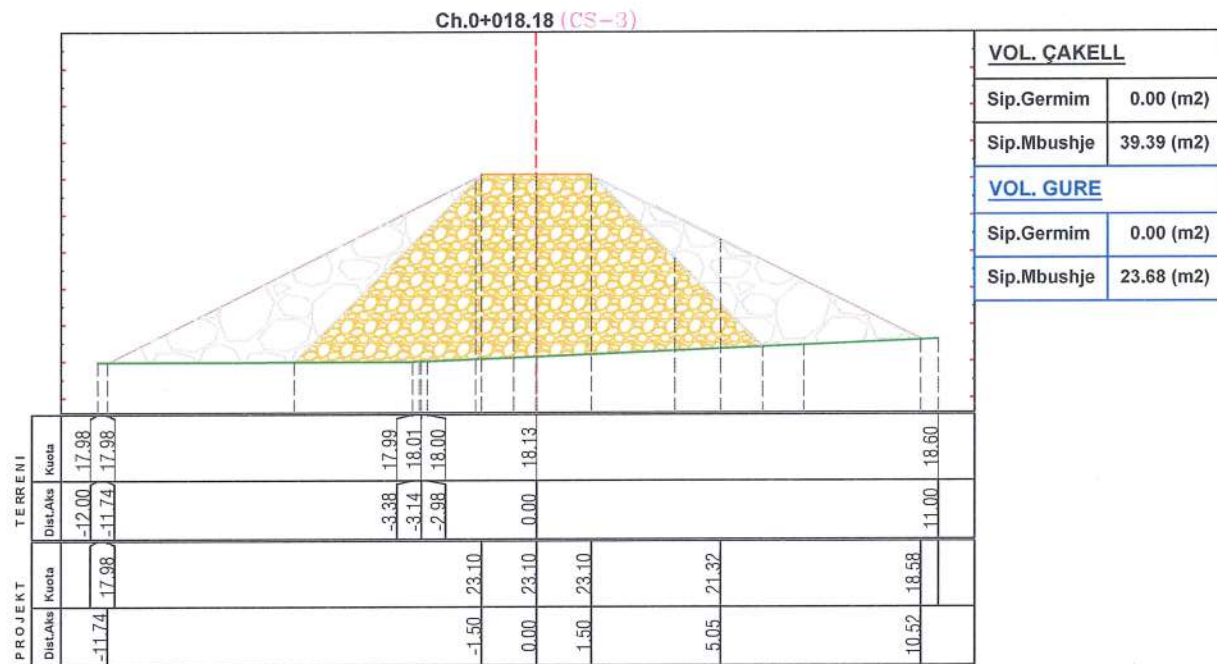 Ch.0+018.18 (CS-3)
VOL. ÇAKELL
Sip.Germim 0.00 (m2)
Sip.Mbushje 39.39 (m2)
VOL. GURE
Sip.Germim 0.00 (m2)
Sip.Mbushje 23.68 (m2)
TERRENI
Kuota 17.98 17.98 17.99 18.01 18.00 18.13 18.60
Dist.Aks -12.00 -11.74 -3.38 -3.14 -2.98 0.00 11.00
PROJEKT
Kuota 17.98 23.10 23.10 23.10 21.32 18.58
Dist.Aks -11.74 -1.50 0.00 1.50 5.05 10.52